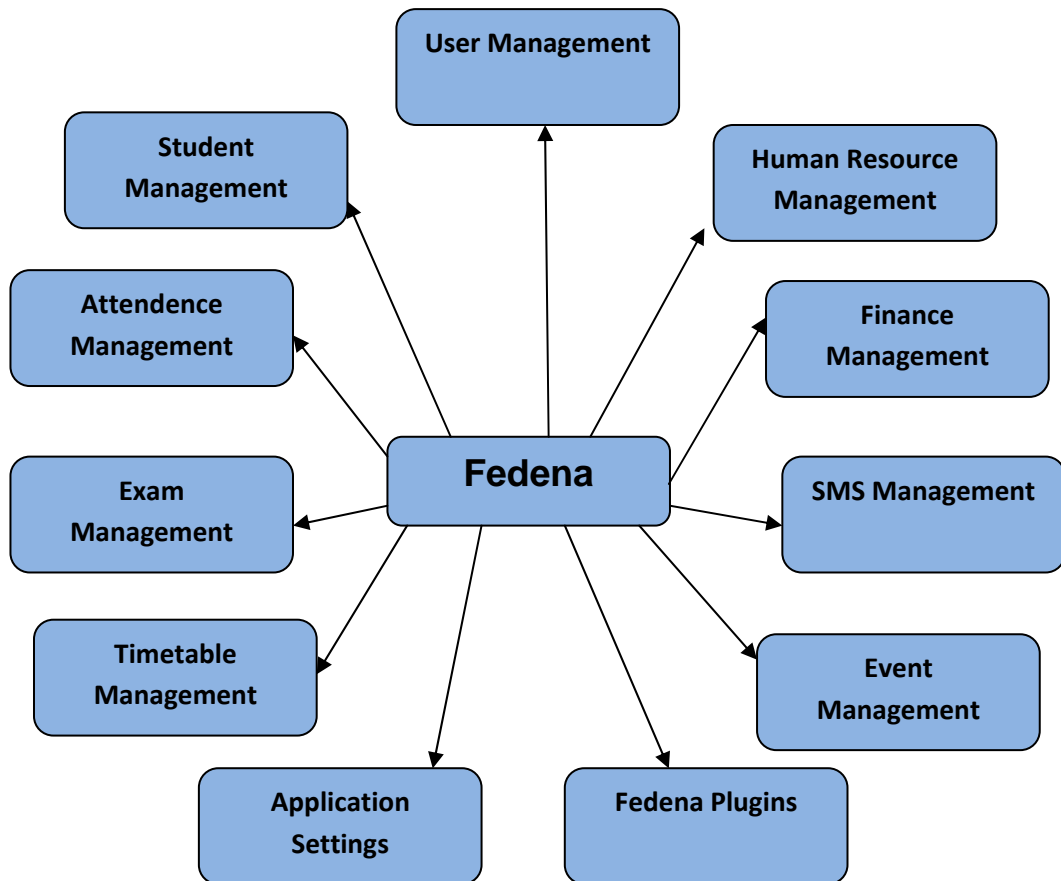 User Management
Student
Management
Human Resource
Management
Attendence
Management
Finance
Management
Fedena
Exam
Management
SMS Management
Timetable
Management
Event
Management
Application
Settings
Fedena Plugins